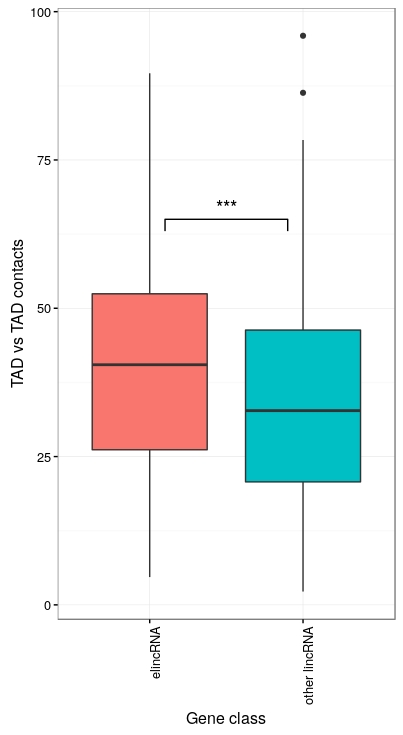 100
75
50
25
0
TAD vs TAD contacts
***
elincRNA
other lincRNA
Gene class